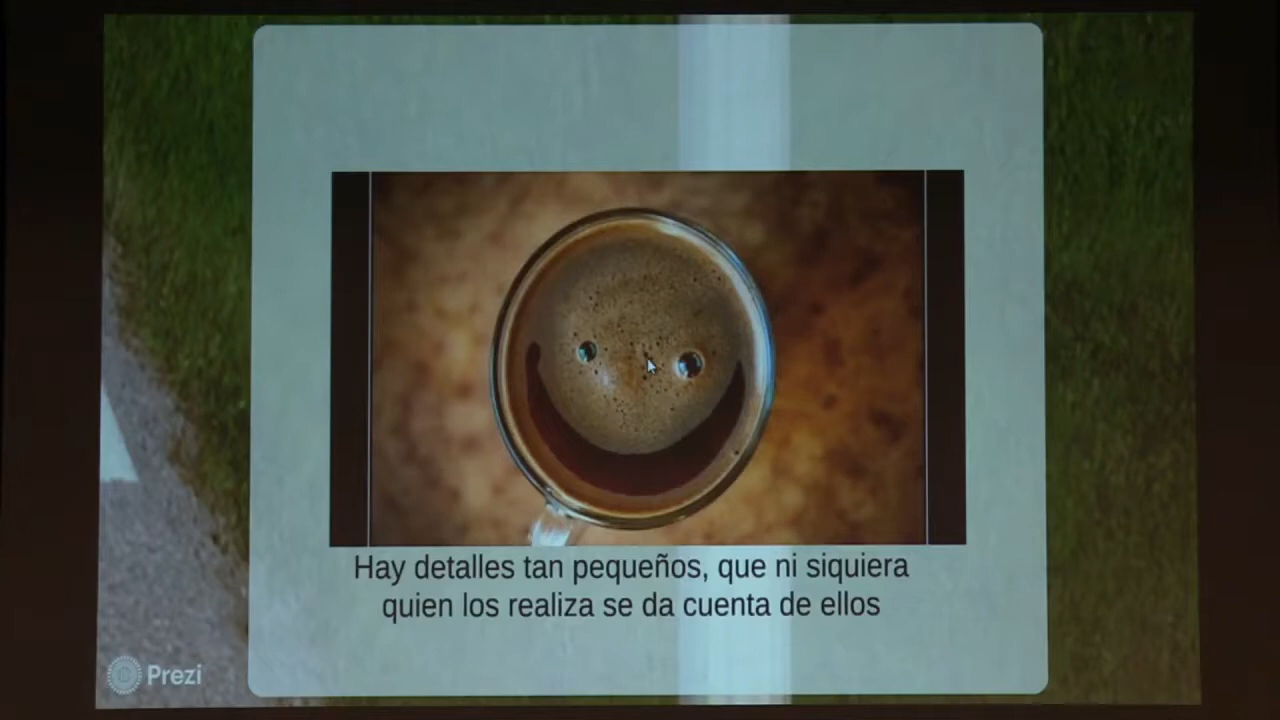 Hay detalles tan pequeños, que ni siquiera
quien los realiza se da cuenta de ellos
Prezi